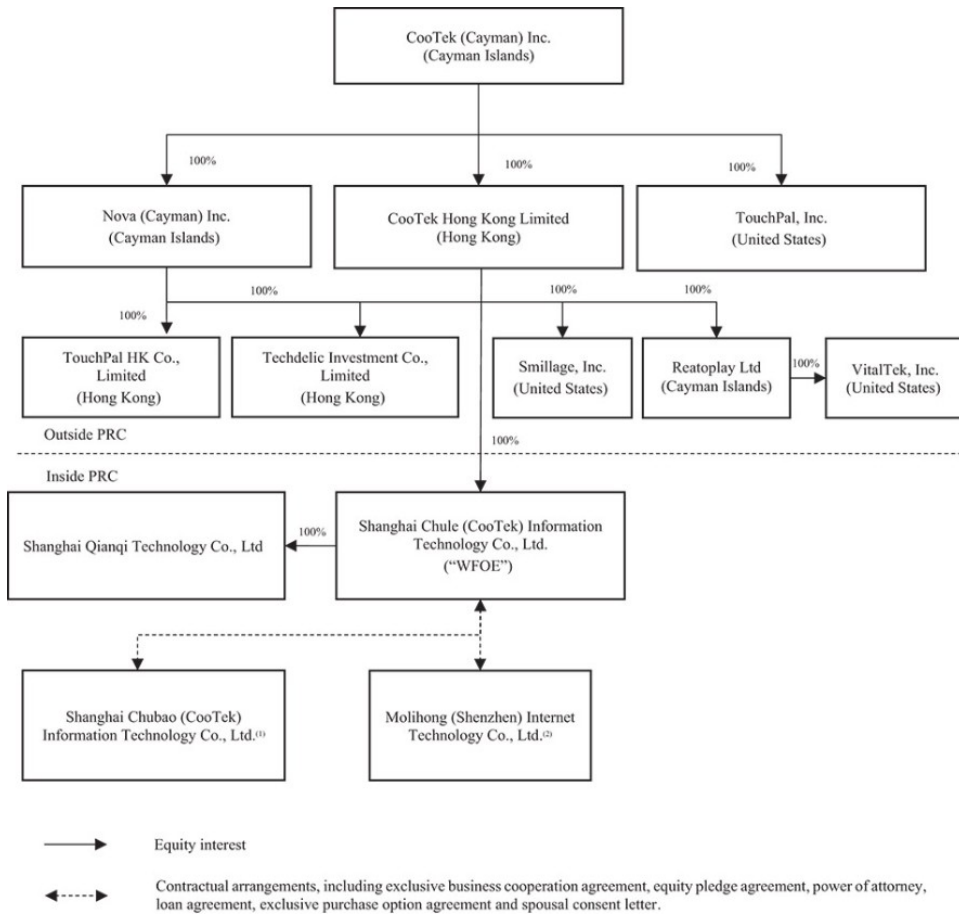 CooTek (Cayman) Inc.
(Cayman Islands)
100%
100%
100%
Nova (Cayman) Inc.
(Cayman Islands)
CooTek Hong Kong Limited
(Hong Kong)
TouchPal, Inc.
(United States)
100%
100%
100%
100%
TouchPal HK Co.,
Limited
(Hong Kong)
Techdelic Investment Co.,
Limited
(Hong Kong)
Smillage, Inc.
(United States)
Reatoplay Ltd
(Cayman Islands)
100%
VitalTek, Inc.
(United States)
Outside PRC
100%
Inside PRC
Shanghai Qianqi Technology Co., Ltd
100%
Shanghai Chule (CooTek) Information
Technology Co., Ltd.
(“WFOE”)
Shanghai Chubao (CooTek)
Information Technology Co., Ltd.(1)
Molihong (Shenzhen) Internet
Technology Co., Ltd.(2)
Equity interest
Contractual arrangements, including exclusive business cooperation agreement, equity pledge agreement, power of attorney,
loan agreement, exclusive purchase option agreement and spousal consent letter.